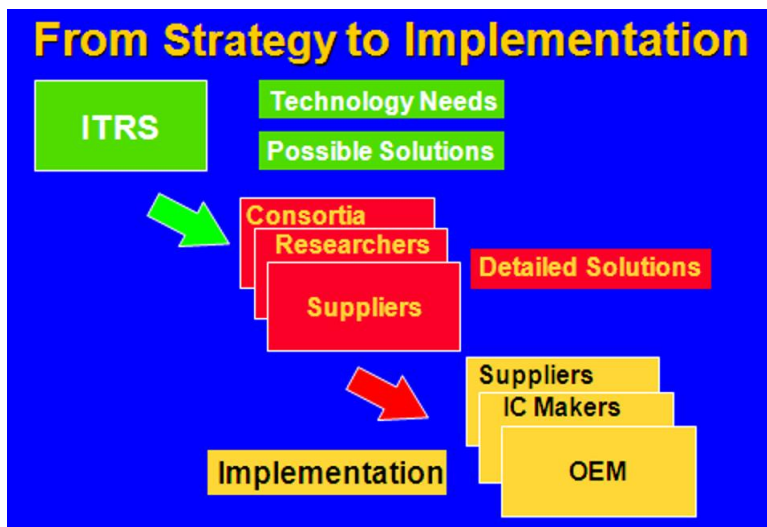 From Strategy to Implementation
ITRS
Technology Needs
Possible Solutions
Consortia
Researchers
Suppliers
Detailed Solutions
Suppliers
IC Makers
OEM
Implementation